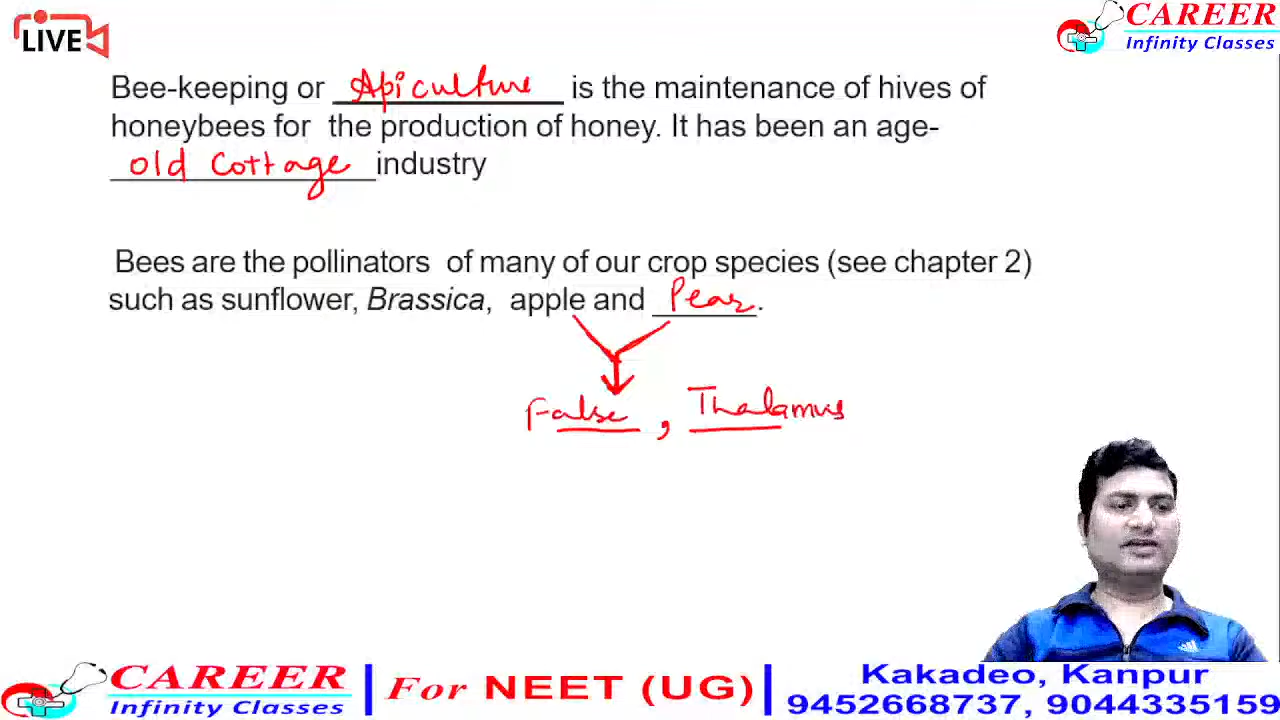 LIVE
CAREER
Infinity Classes
Bee-keeping or Apiculture is the maintenance of hives of
honeybees for the production of honey. It has been an age-
old Cottage industry
Bees are the pollinators of many of our crop species (see chapter 2)
such as sunflower, Brassica, apple and Pear.
False, Thalamus
CAREER
Infinity Classes
For NEET (UG)
Kakadeo, Kanpur
9452668737, 9044335159